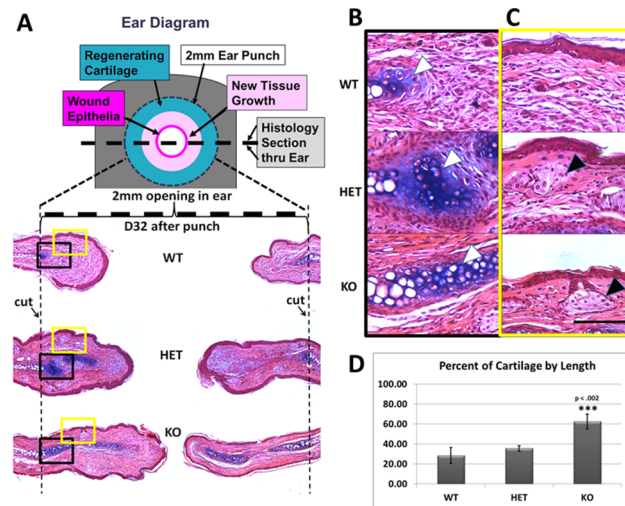 A
Ear Diagram
Regenerating
Cartilage
2mm Ear Punch
New Tissue
Growth
Wound
Epithelia
Histology
Section
thru Ear
2mm opening in ear
D32 after punch
WT
cut
cut
HET
KO
B
C
WT
HET
KO
D
Percent of Cartilage by Length
100.00
80.00
60.00
40.00
20.00
0.00
p < .002
***
WT HET KO